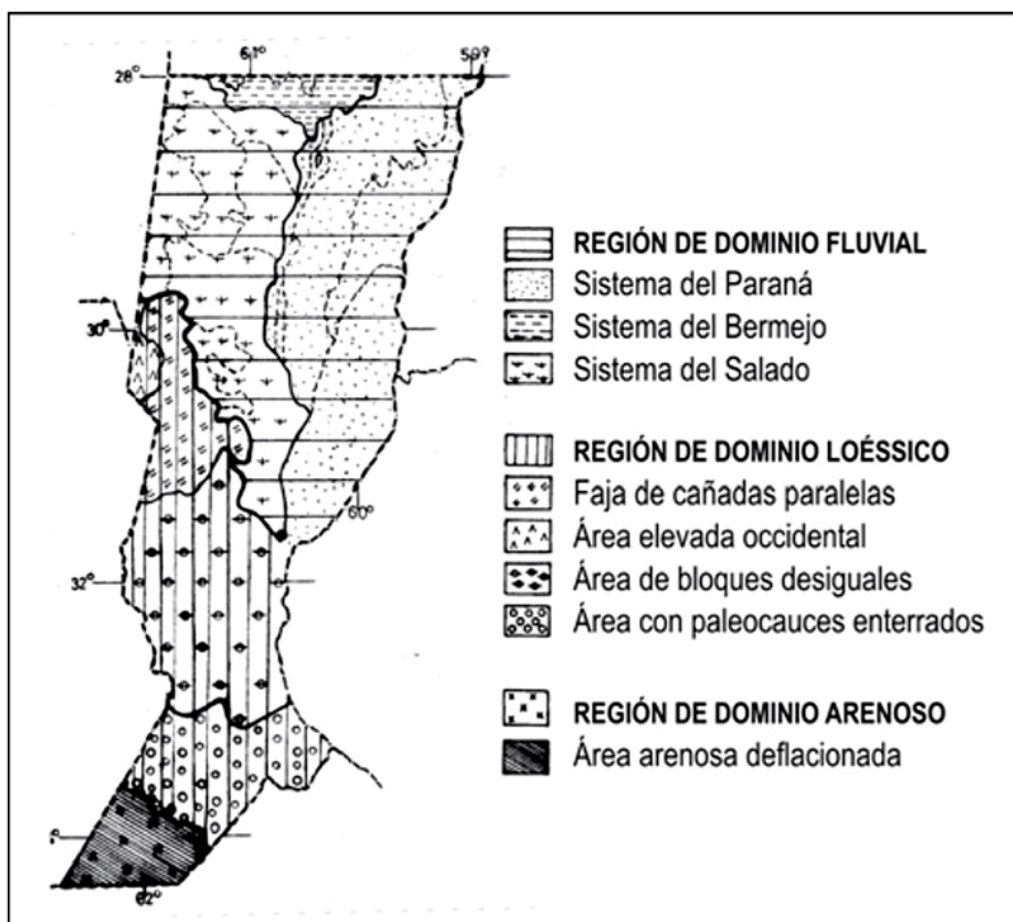 61° 59°
28°
30°
60
32°
62°
REGIÓN DE DOMINIO FLUVIAL
Sistema del Paraná
Sistema del Bermejo
Sistema del Salado
REGIÓN DE DOMINIO LOÉSSICO
Faja de cañadas paralelas
Área elevada occidental
Área de bloques desiguales
Área con paleocauces enterrados
REGIÓN DE DOMINIO ARENOSO
Área arenosa deflacionada